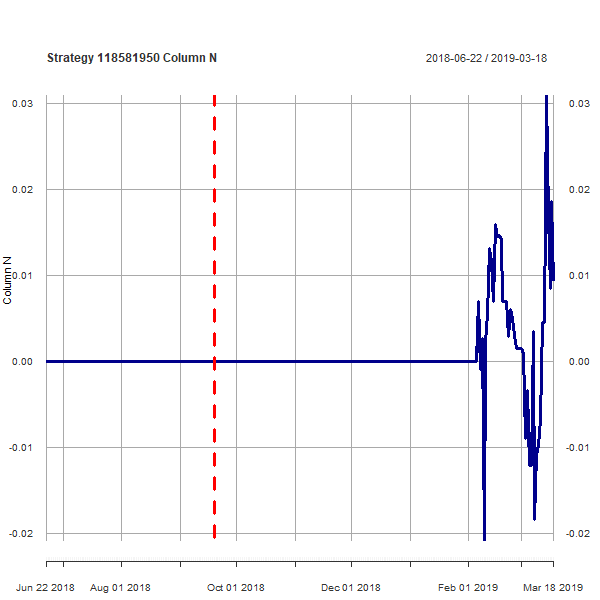 Strategy 118581950 Column N 2018-06-22 / 2019-03-18
0.03 0.03
0.02 0.02
0.01 0.01
Column N
0.00 0.00
-0.01 -0.01
-0.02 -0.02
Jun 22 2018 Aug 01 2018 Oct 01 2018 Dec 01 2018 Feb 01 2019 Mar 18 2019